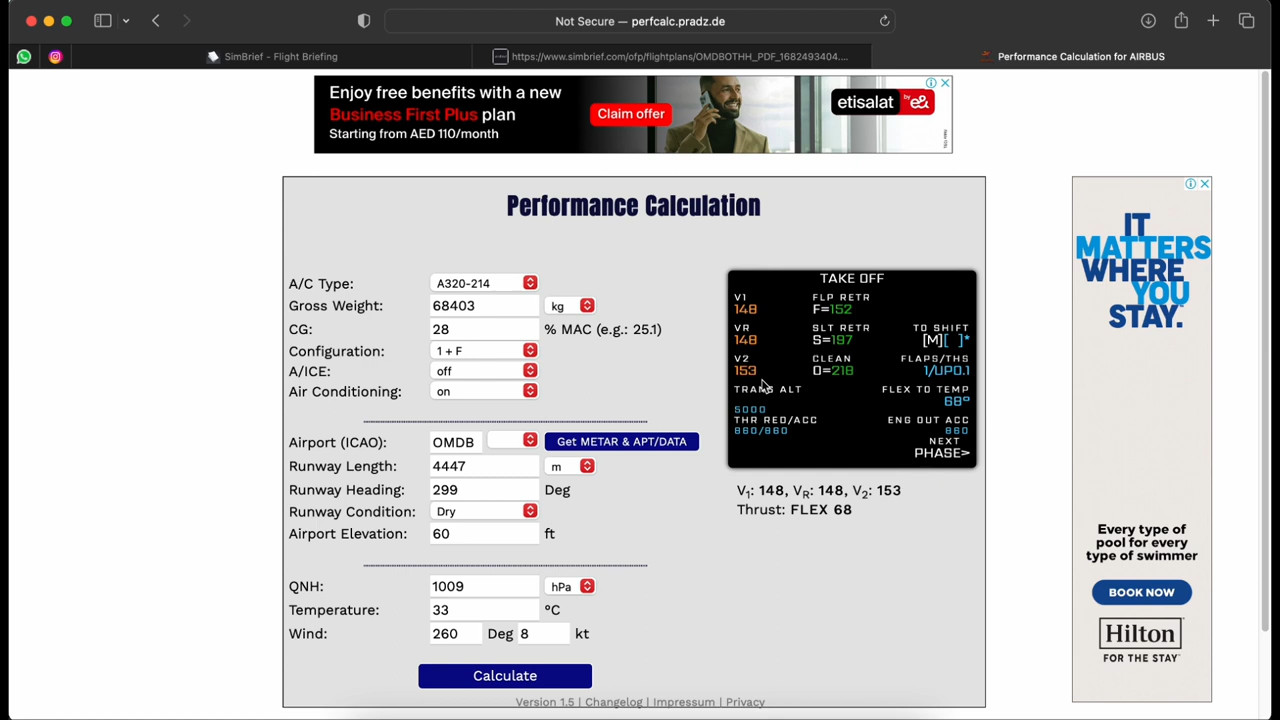 Not Secure — perfcalc.pradz.de
SimBrief - Flight Briefing
https://www.simbrief.com/ofp/flightplans/OMDBOTHH_PDF_1682493404....
Performance Calculation for AIRBUS
Enjoy free benefits with a new
Business First Plus plan
Starting from AED 110/month
Claim offer
etisalat by e&
Performance Calculation
A/C Type: A320-214
Gross Weight: 68403 kg
CG: 28 % MAC (e.g.: 25.1)
Configuration: 1 + F
A/ICE: off
Air Conditioning: on
Airport (ICAO): OMDB Get METAR & APT/DATA
Runway Length: 4447 m
Runway Heading: 299 Deg
Runway Condition: Dry
Airport Elevation: 60 ft
QNH: 1009 hPa
Temperature: 33 °C
Wind: 260 Deg 8 kt
Calculate
Version 1.5 | Changelog | Impressum | Privacy
TAKE OFF
V1 FLP RETR
148 F=152
VR SLT RETR TO SHIFT
148 S=197 [M][ ]*
V2 CLEAN FLAPS/THS
153 O=218 1/UP0.1
TRANS ALT FLEX TO TEMP
5000 68°
THR RED/ACC ENG OUT ACC
860/860 860
NEXT
PHASE>
V1: 148, VR: 148, V2: 153
Thrust: FLEX 68
IT
MATTERS
WHERE
YOU
STAY.
Every type of
pool for every
type of swimmer
BOOK NOW
Hilton
FOR THE STAY™